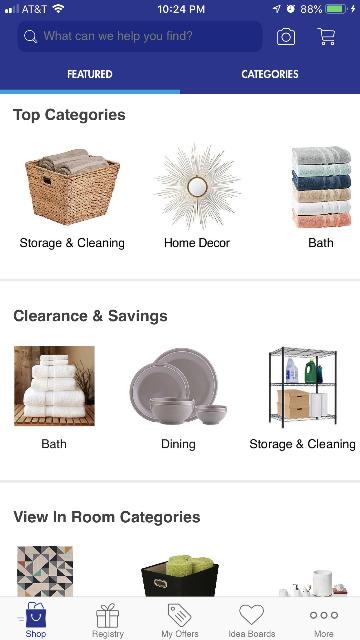 AT&T 10:24 PM 88%
What can we help you find?
FEATURED CATEGORIES
Top Categories
Storage & Cleaning Home Decor Bath
Clearance & Savings
Bath Dining Storage & Cleaning
View In Room Categories
Shop Registry My Offers Idea Boards More